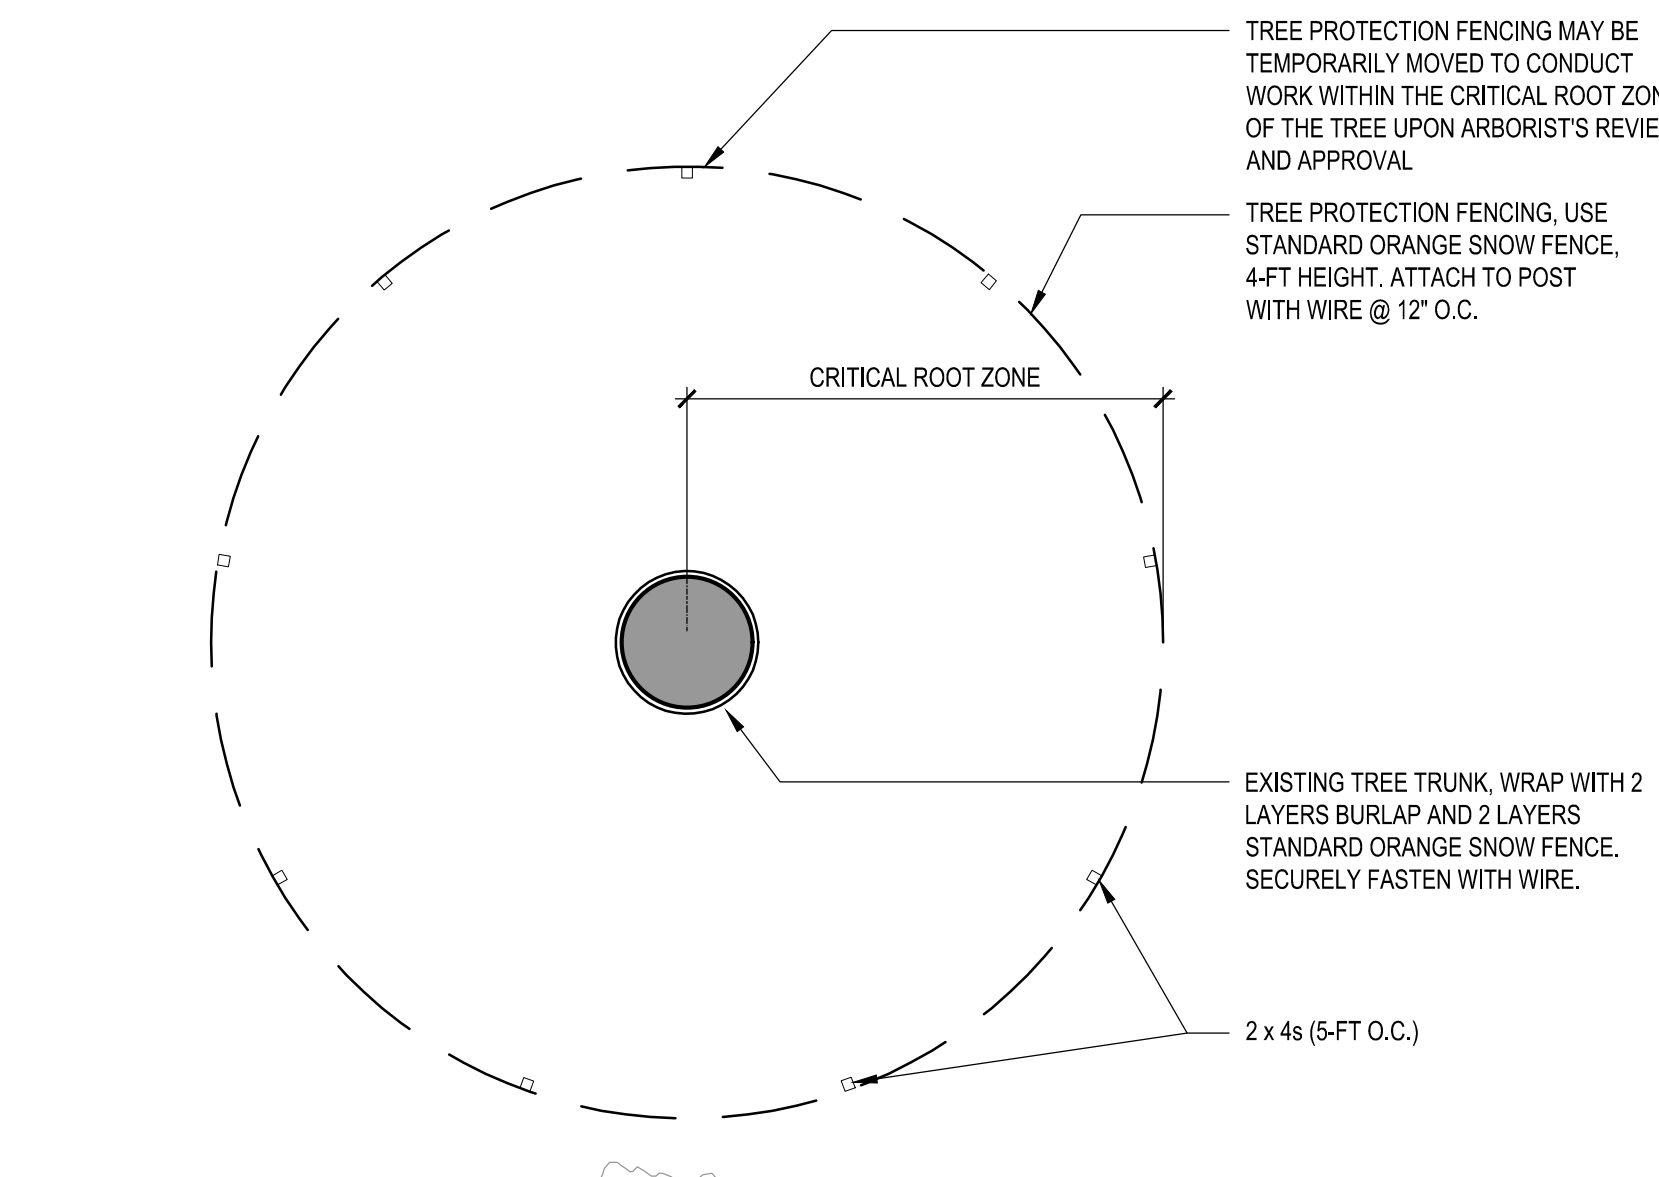 TREE PROTECTION FENCING MAY BE
TEMPORARILY MOVED TO CONDUCT
WORK WITHIN THE CRITICAL ROOT
OF THE TREE UPON ARBORIST'S
AND APPROVAL
TREE PROTECTION FENCING, USE
STANDARD ORANGE SNOW FENCE,
4-FT HEIGHT. ATTACH TO POST
WITH WIRE @ 12" O.C.
CRITICAL ROOT ZONE
EXISTING TREE TRUNK, WRAP WITH 2
LAYERS BURLAP AND 2 LAYERS
STANDARD ORANGE SNOW FENCE.
SECURELY FASTEN WITH WIRE.
2 x 4s (5-FT O.C.)